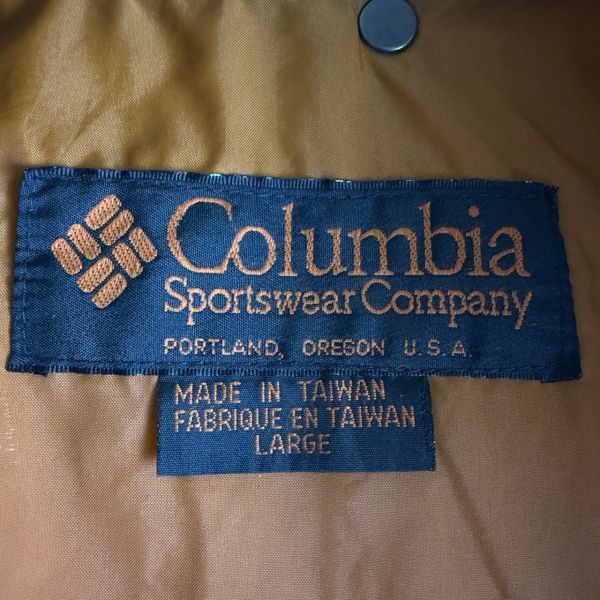 Columbia
Sportswear Company
PORTLAND, OREGON U.S.A.
MADE IN TAIWAN
FABRIQUE EN TAIWAN
LARGE